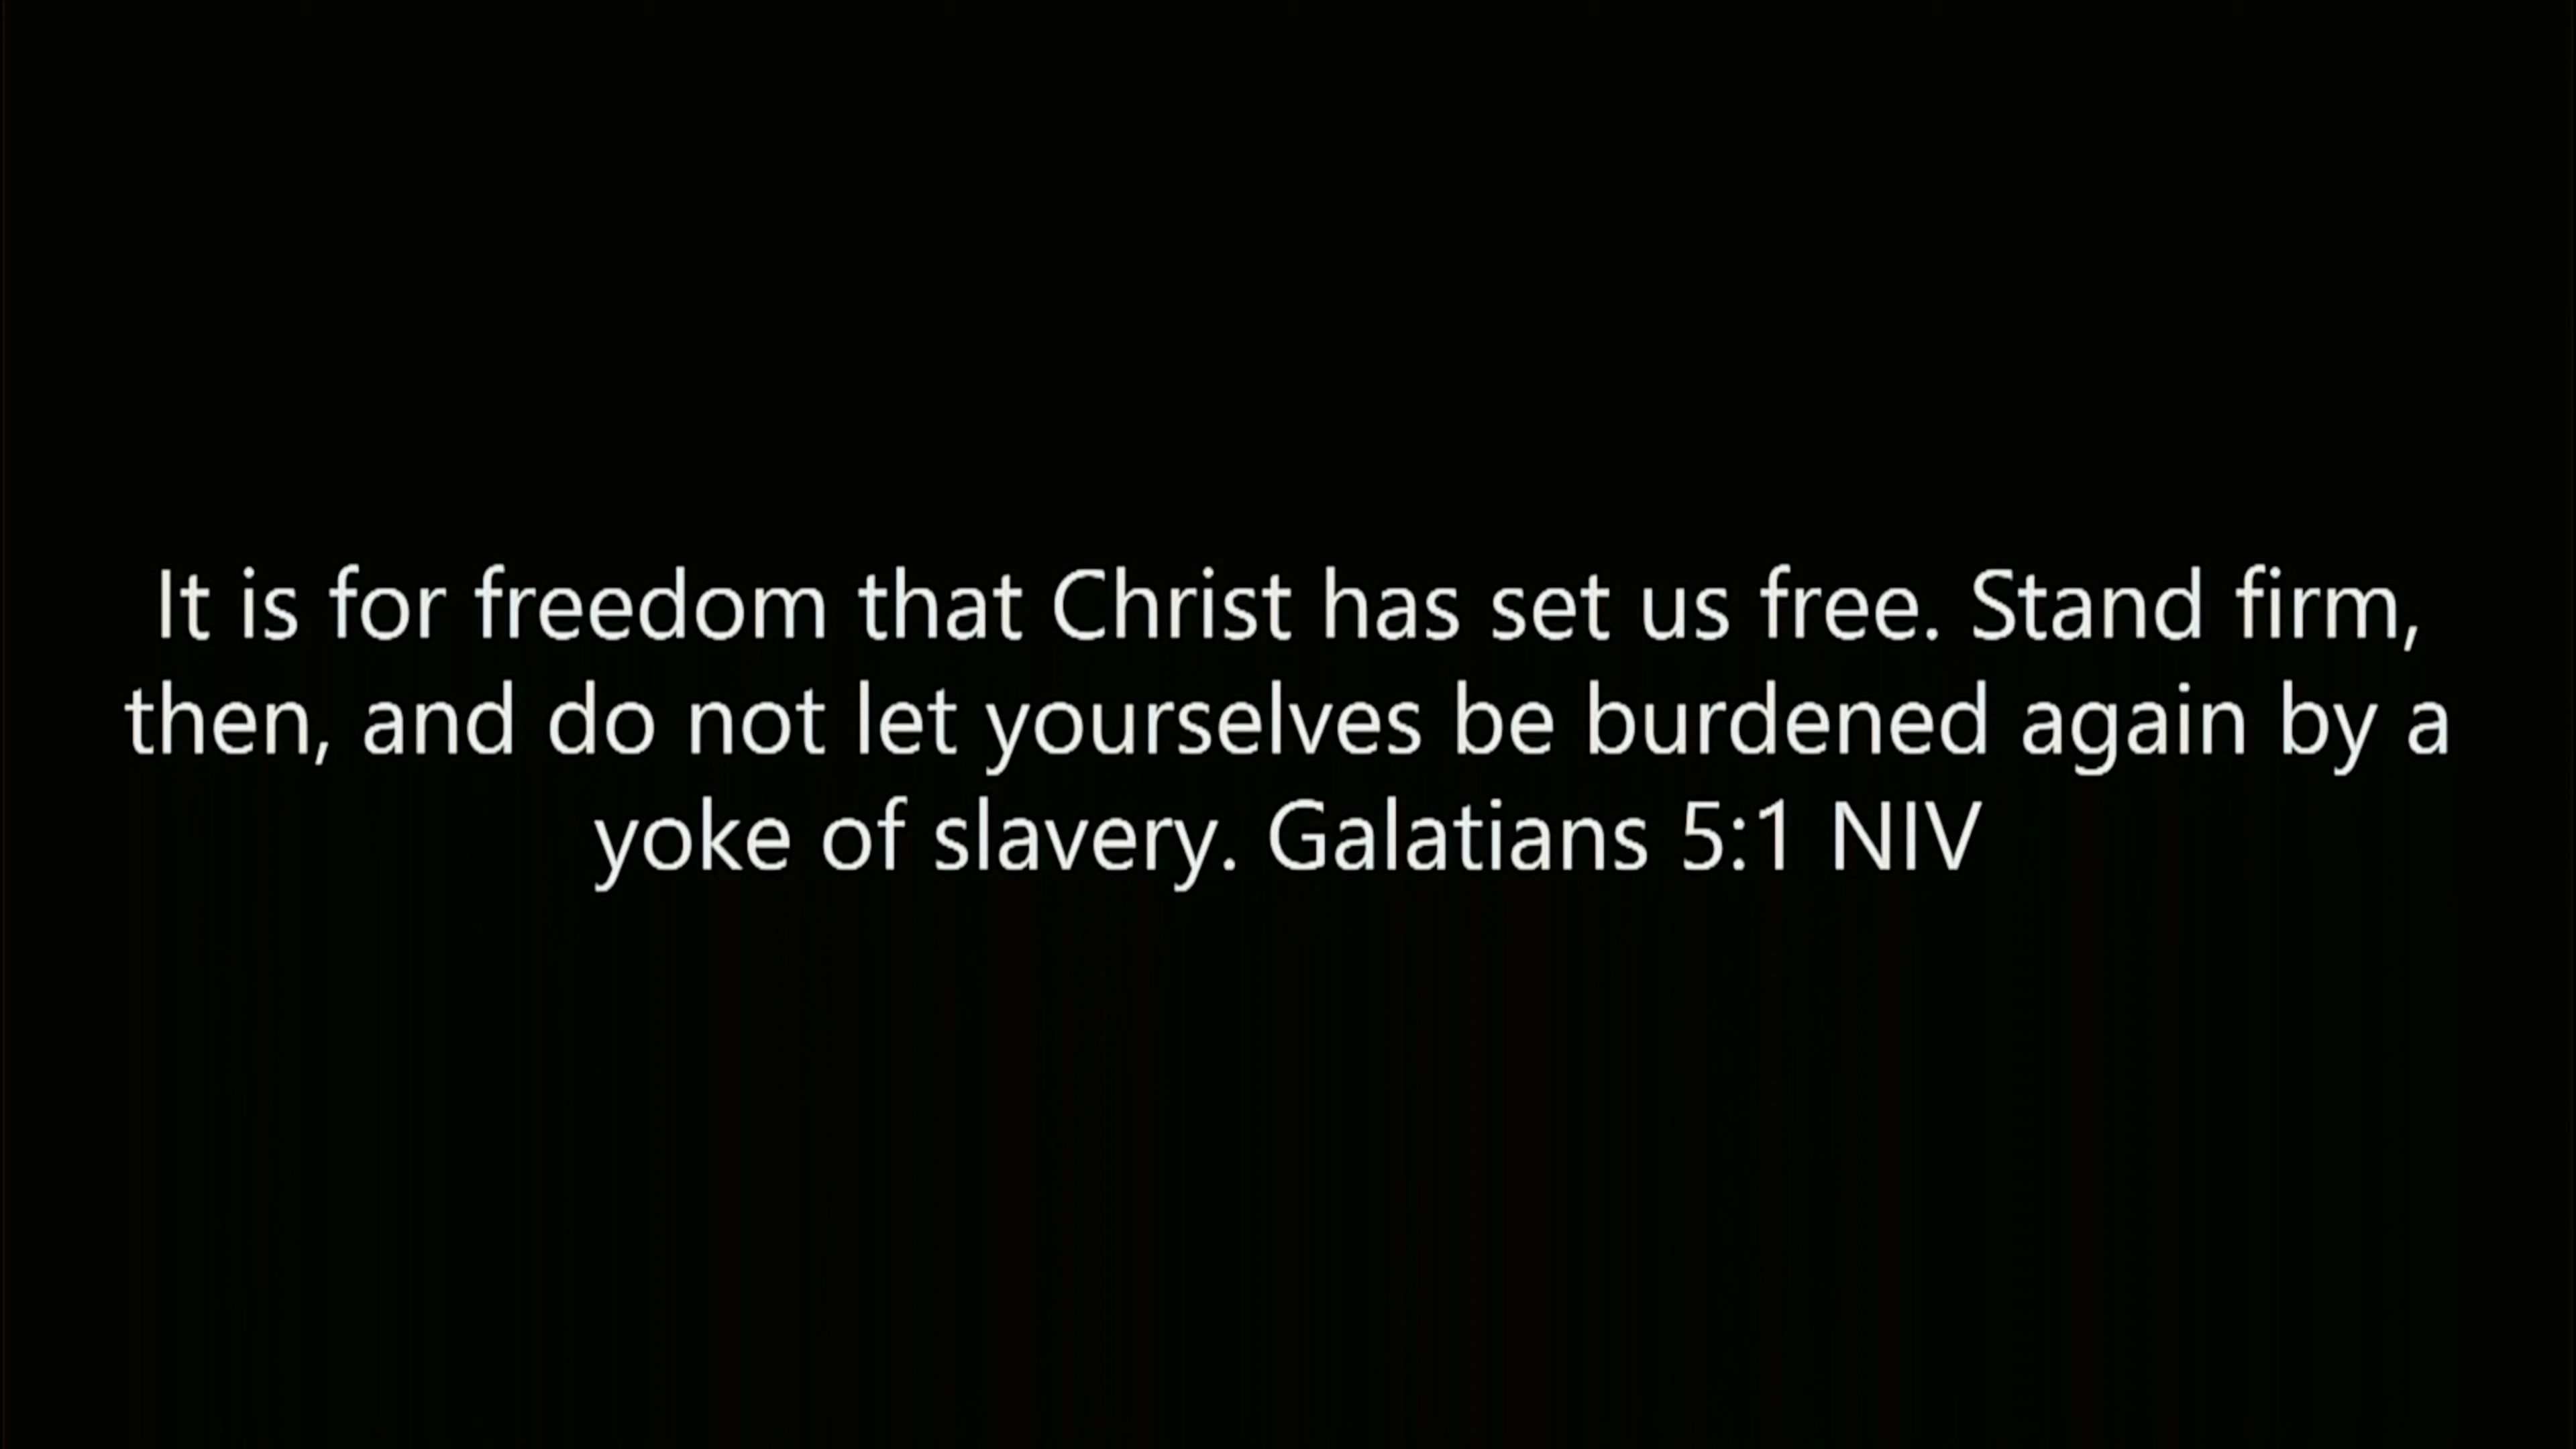 It is for freedom that Christ has set us free. Stand firm,
then, and do not let yourselves be burdened again by a
yoke of slavery. Galatians 5:1 NIV